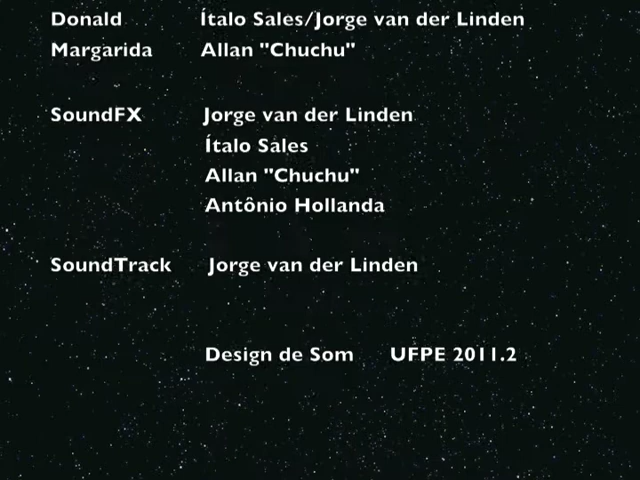 Donald Ítalo Sales/Jorge van der Linden
Margarida Allan "Chuchu"
SoundFX Jorge van der Linden
Ítalo Sales
Allan "Chuchu"
Antônio Hollanda
SoundTrack Jorge van der Linden
Design de Som UFPE 2011.2